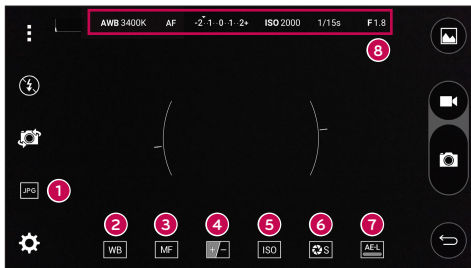 AWB 3400K AF -2··1··0··1··2+ ISO 2000 1/15s F1.8
8
JPG 1
2 3 4 5 6 7
WB MF +/- ISO S AE-L